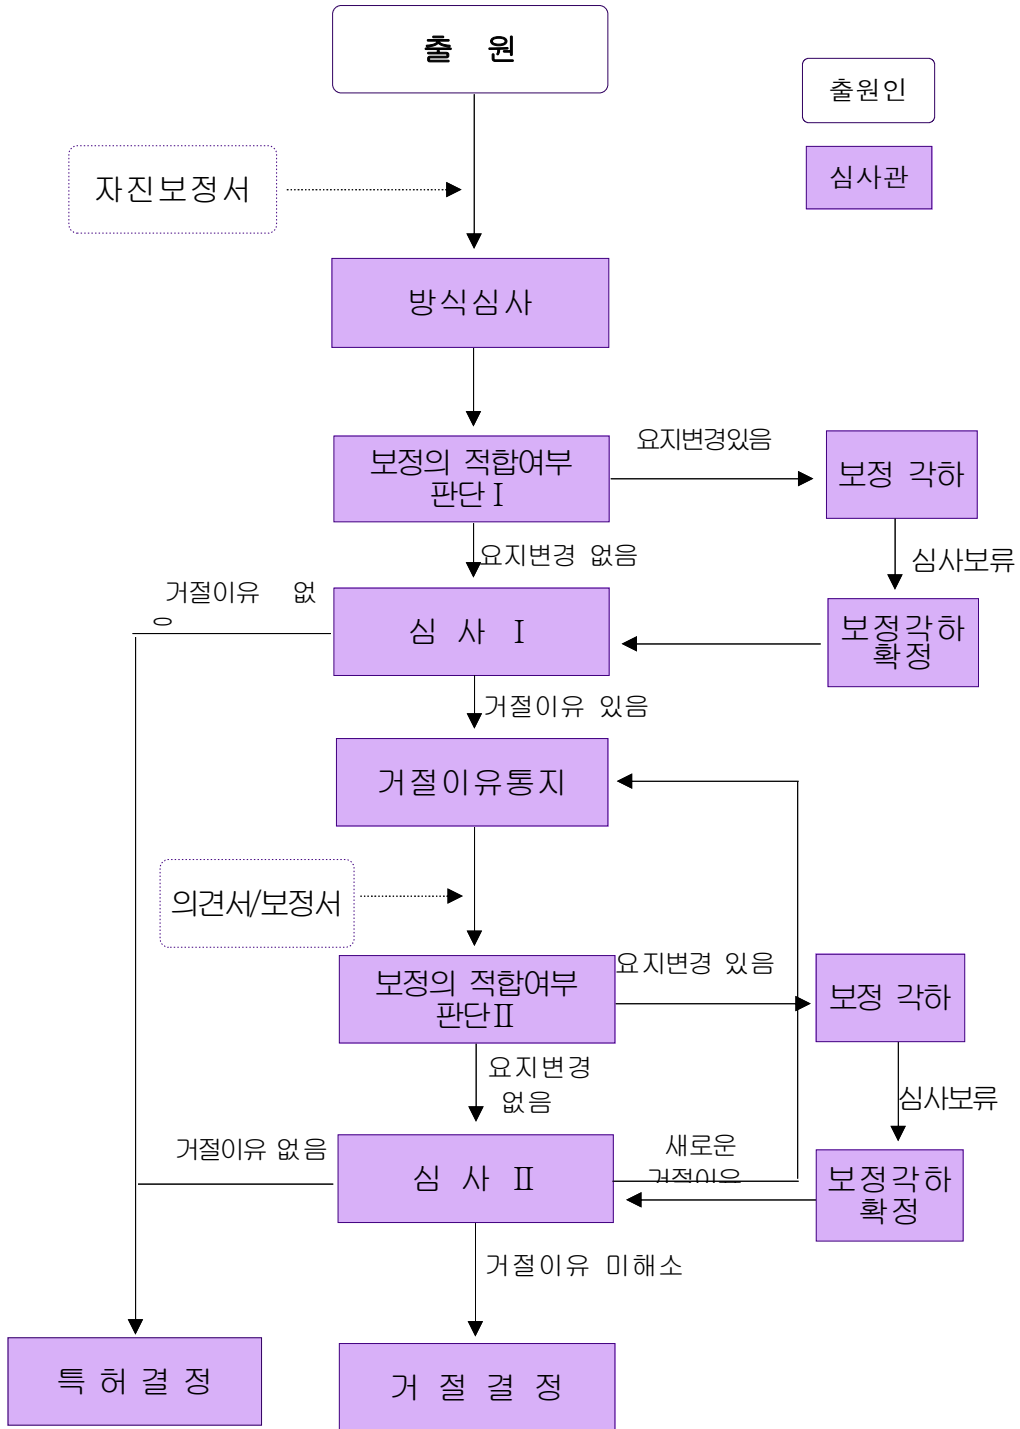 출 원
출원인
자진보정서
심사관
방식심사
보정의 적합여부
판단Ⅰ
요지변경있음
보정 각하
요지변경 없음
심사보류
거절이유 없
음
심 사 Ⅰ
보정각하
확정
거절이유 있음
거절이유통지
의견서/보정서
보정의 적합여부
판단Ⅱ
요지변경 있음
보정 각하
요지변경
없음
심사보류
거절이유 없음
심 사 Ⅱ
새로운
거절이유
보정각하
확정
거절이유 미해소
특 허 결 정
거 절 결 정